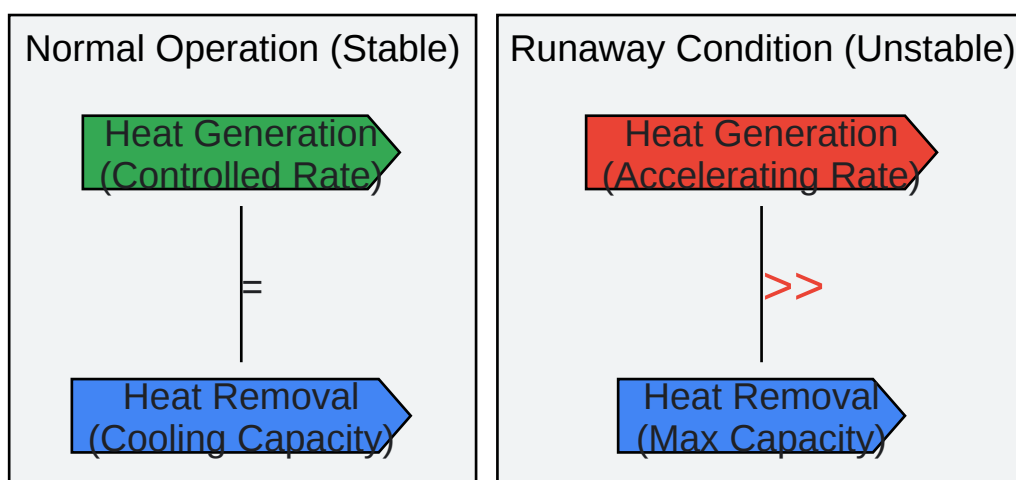 Normal Operation (Stable)
Heat Generation
(Controlled Rate)
=
Heat Removal
(Cooling Capacity)
Runaway Condition (Unstable)
Heat Generation
(Accelerating Rate)
>>
Heat Removal
(Max Capacity)